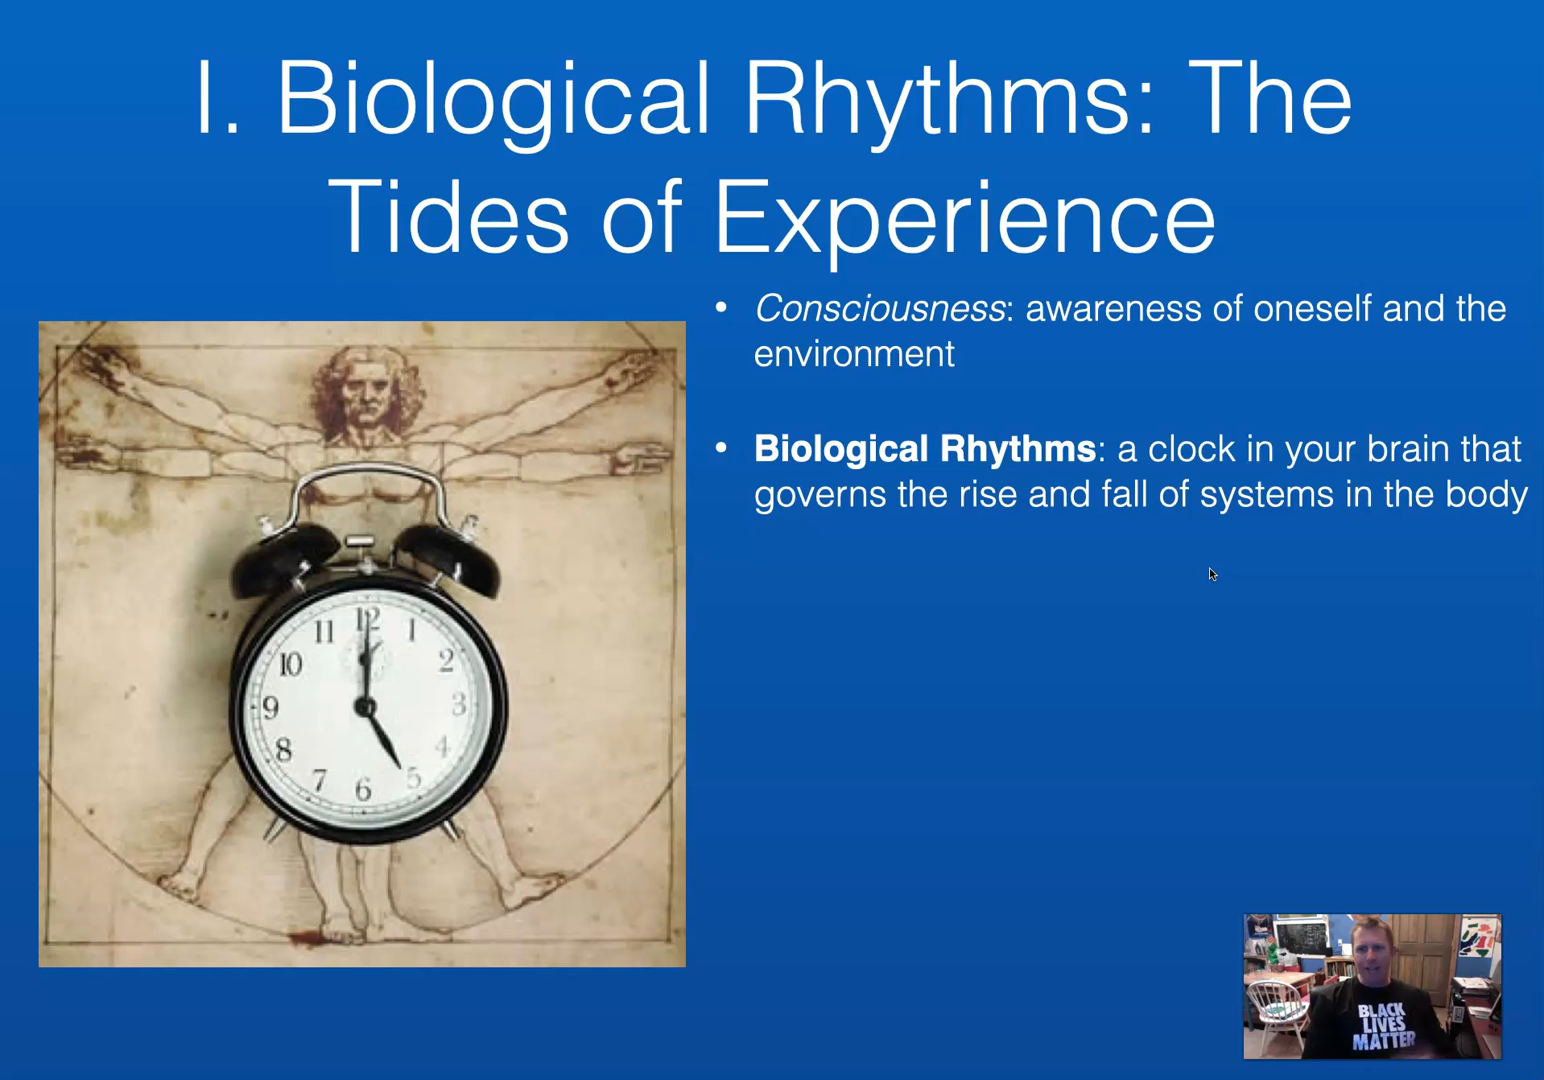 I. Biological Rhythms: The
Tides of Experience
• Consciousness: awareness of oneself and the
environment
• Biological Rhythms: a clock in your brain that
governs the rise and fall of systems in the body
12
11 1
10 2
9 3
8 4
7 5
6
BLACK
LIVES
MATTER